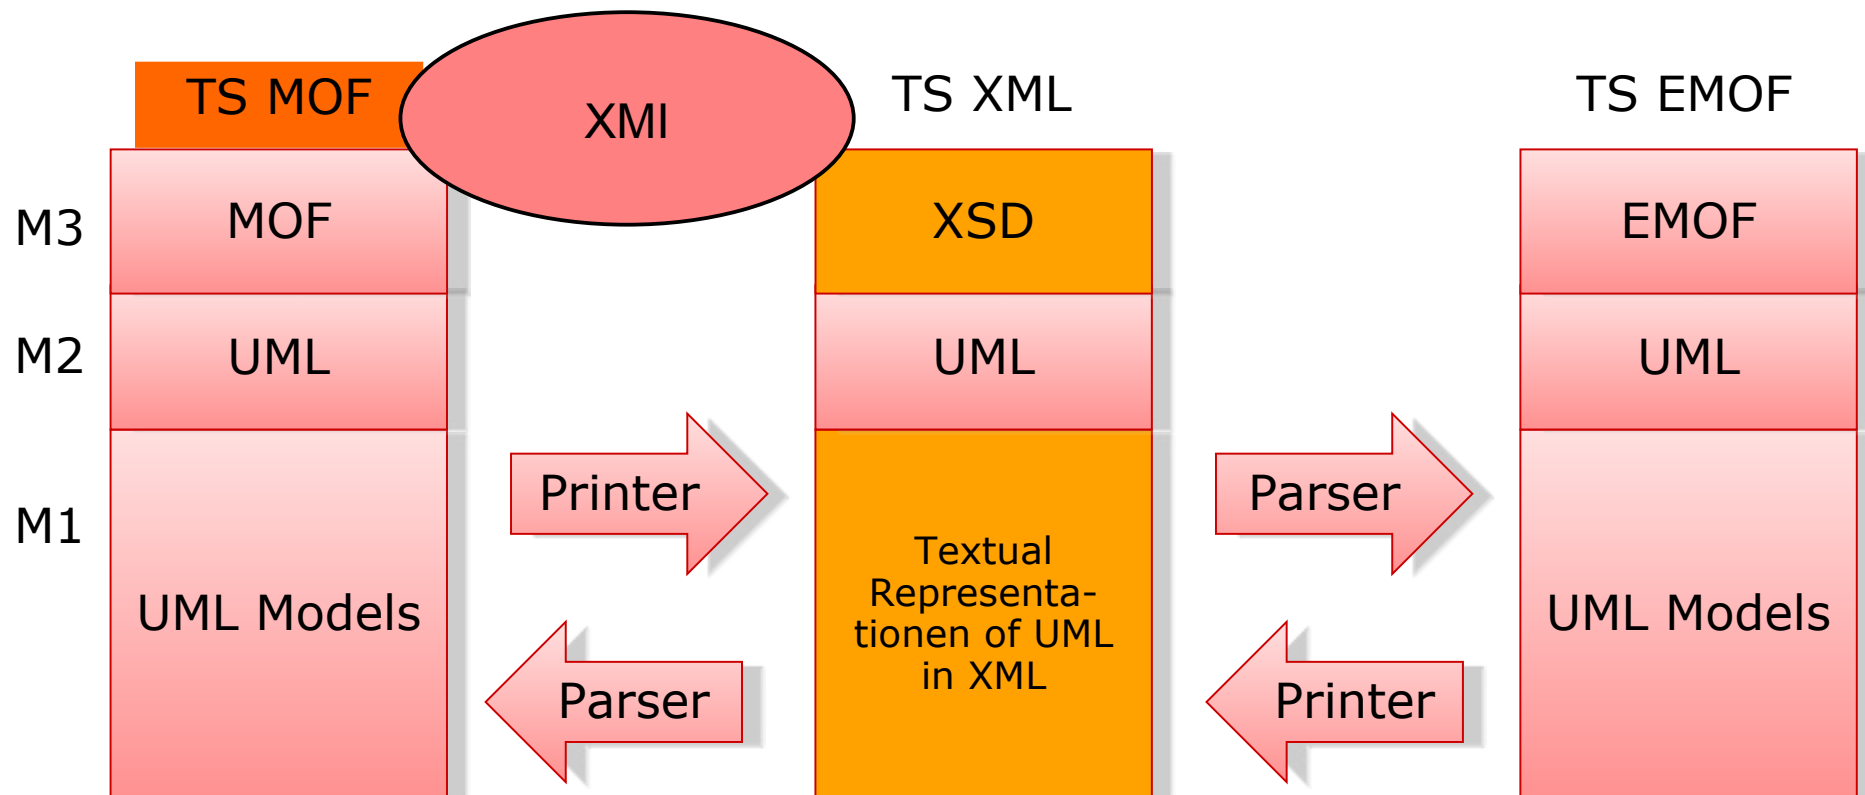 TS MOF
XMI
TS XML
TS EMOF
M3
MOF
XSD
EMOF
M2
UML
UML
UML
M1
Printer
Parser
UML Models
Textual
Representa-
tionen of UML
in XML
UML Models
Parser
Printer